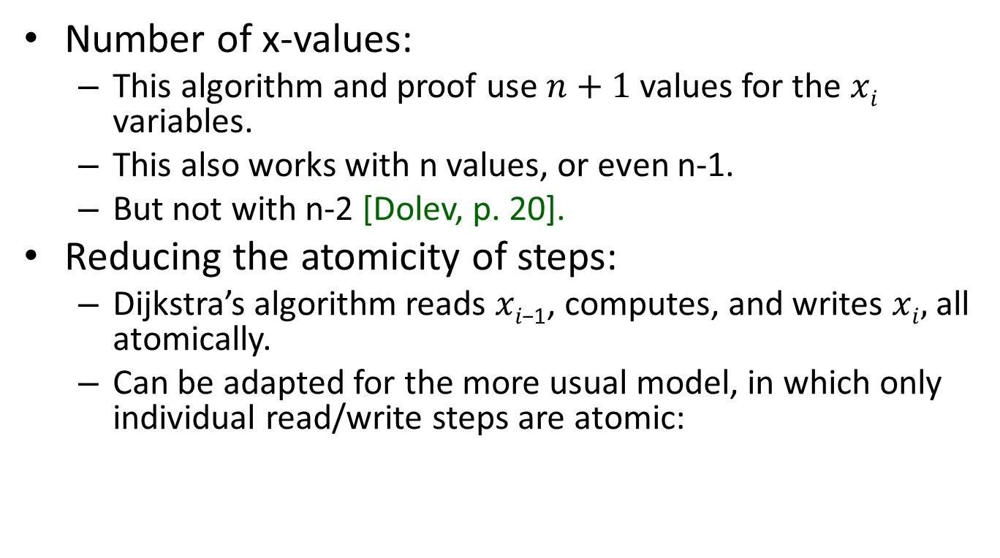 • Number of x-values:
– This algorithm and proof use 𝑛 + 1 values for the 𝑥ᵢ
variables.
– This also works with n values, or even n-1.
– But not with n-2 [Dolev, p. 20].
• Reducing the atomicity of steps:
– Dijkstra’s algorithm reads 𝑥ᵢ₋₁, computes, and writes 𝑥ᵢ, all
atomically.
– Can be adapted for the more usual model, in which only
individual read/write steps are atomic: